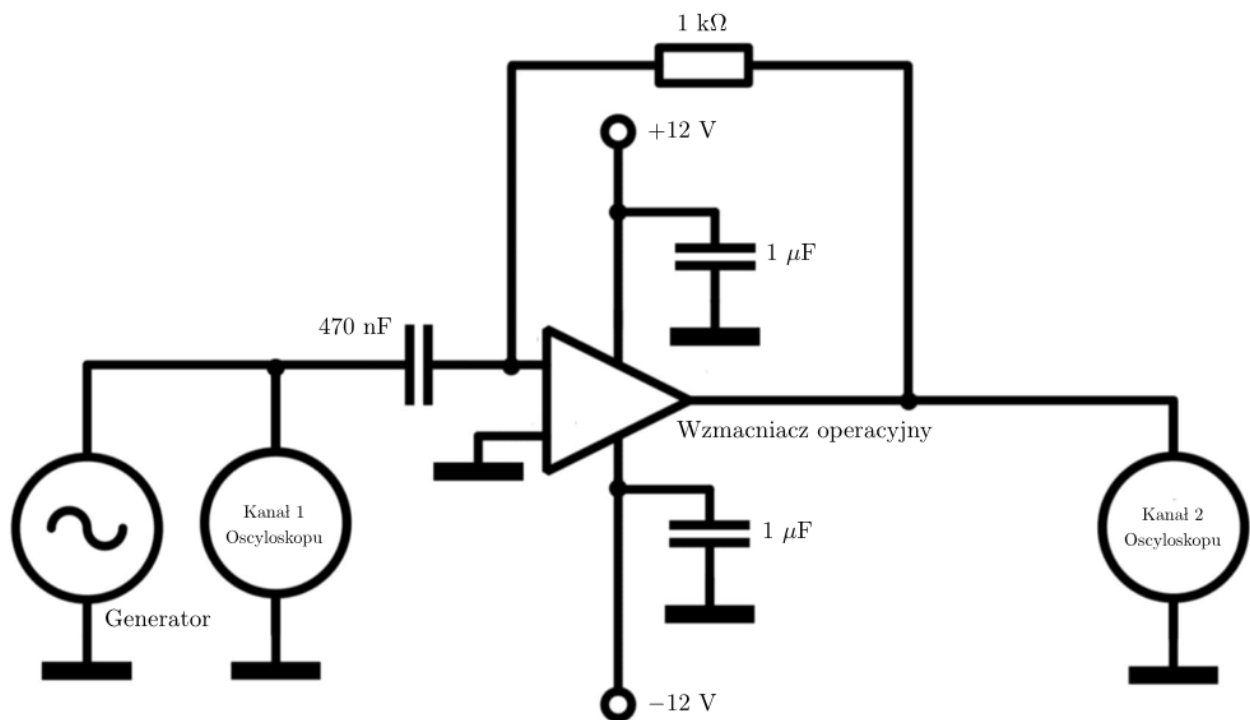 1 kΩ
+12 V
1 μF
470 nF
Wzmacniacz operacyjny
Kanał 1
Oscyloskopu
Kanał 2
Oscyloskopu
1 μF
Generator
−12 V